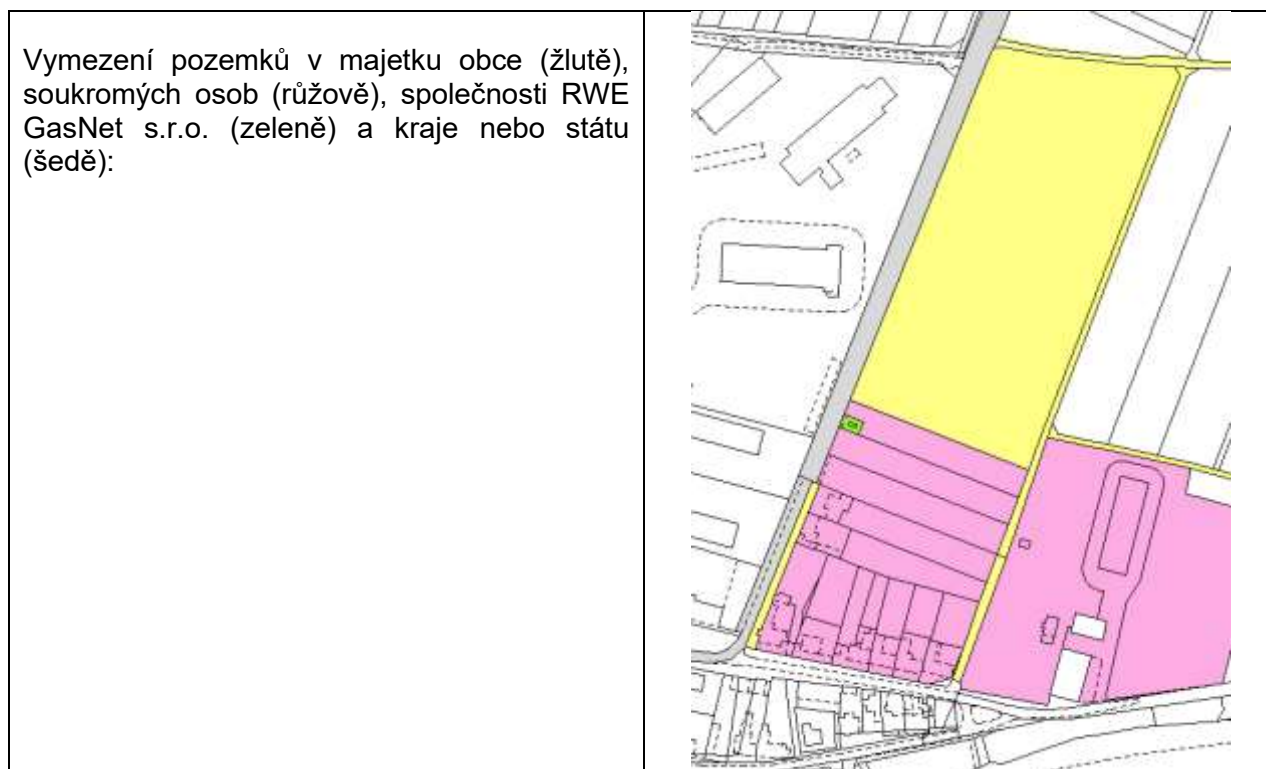 Vymezení pozemků v majetku obce (žlutě),
soukromých osob (růžově), společnosti RWE
GasNet s.r.o. (zeleně) a kraje nebo státu
(šedě):